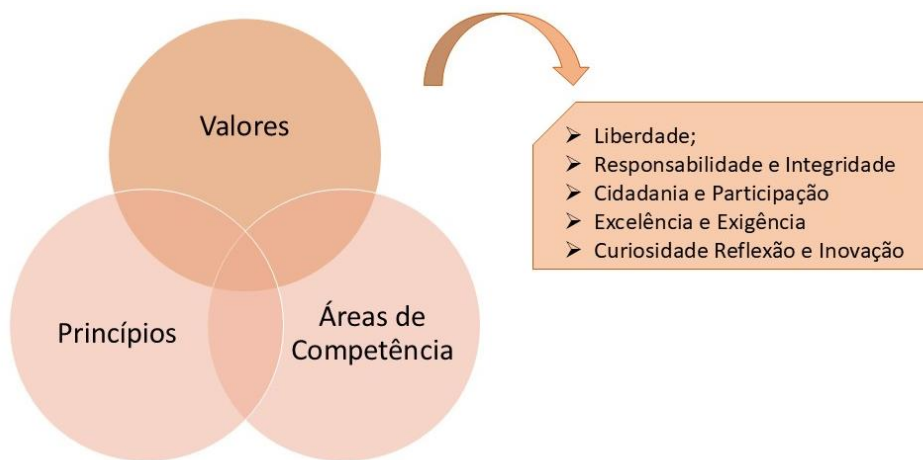 Valores
Princípios
Áreas de
Competência
➢ Liberdade;
➢ Responsabilidade e Integridade
➢ Cidadania e Participação
➢ Excelência e Exigência
➢ Curiosidade Reflexão e Inovação